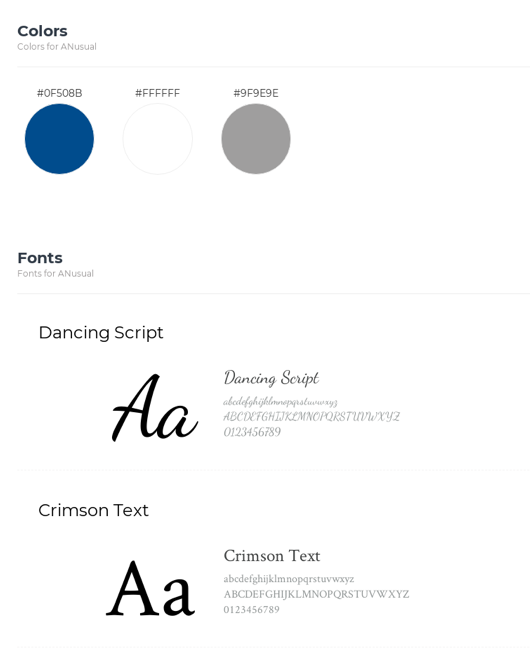 Colors
Colors for ANusual
#0F508B
#FFFFFF
#9F9E9E
Fonts
Fonts for ANusual
Dancing Script
Aa
Dancing Script
abcdefghijklmnopqrstuvwxyz
ABCDEFGHIJKLMNOPQRSTUVWXYZ
0123456789
Crimson Text
Aa
Crimson Text
abcdefghijklmnopqrstuvwxyz
ABCDEFGHIJKLMNOPQRSTUVWXYZ
0123456789